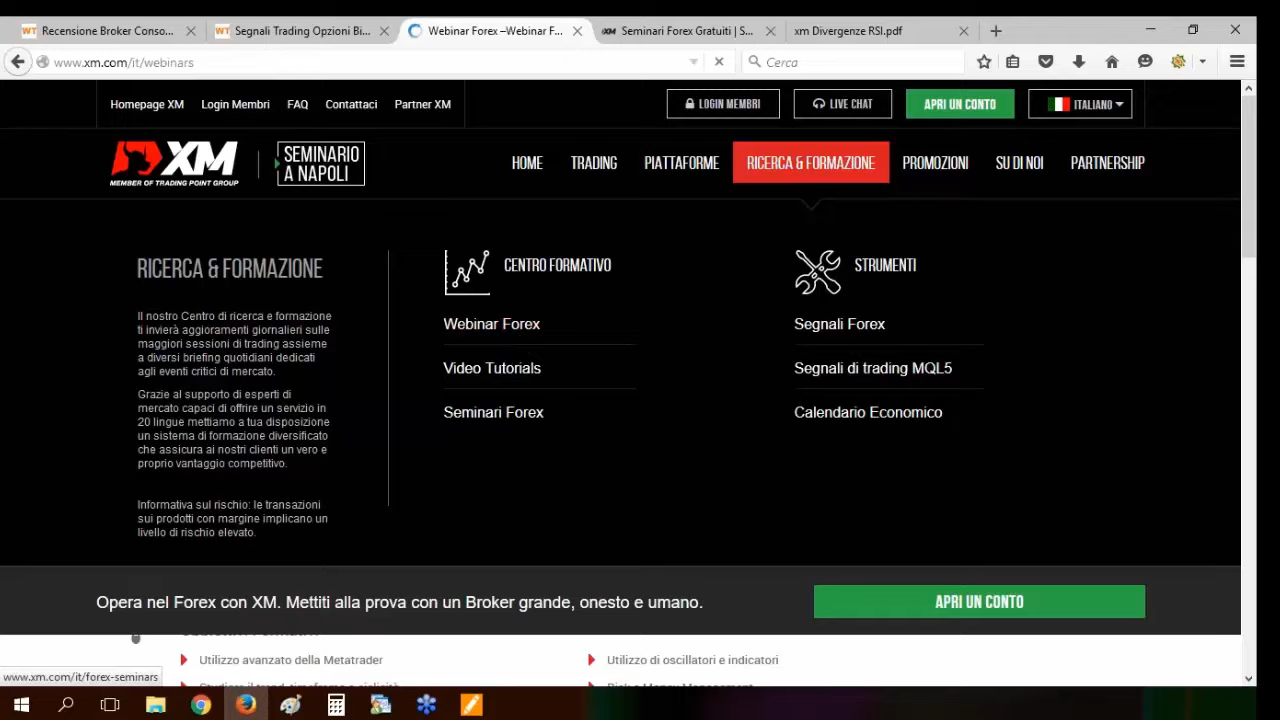 Recensione Broker Conso...
Segnali Trading Opzioni Bi...
Webinar Forex –Webinar F...
Seminari Forex Gratuiti | S...
xm Divergenze RSI.pdf
www.xm.com/it/webinars
Cerca
Homepage XM
Login Membri
FAQ
Contattaci
Partner XM
LOGIN MEMBRI
LIVE CHAT
APRI UN CONTO
ITALIANO
XM
MEMBER OF TRADING POINT GROUP
SEMINARIO
A NAPOLI
HOME
TRADING
PIATTAFORME
RICERCA & FORMAZIONE
PROMOZIONI
SU DI NOI
PARTNERSHIP
RICERCA & FORMAZIONE
Il nostro Centro di ricerca e formazione
ti invierà aggioramenti giornalieri sulle
maggiori sessioni di trading assieme
a diversi briefing quotidiani dedicati
agli eventi critici di mercato.
Grazie al supporto di esperti di
mercato capaci di offrire un servizio in
20 lingue mettiamo a tua disposizione
un sistema di formazione diversificato
che assicura ai nostri clienti un vero e
proprio vantaggio competitivo.
Informativa sul rischio: le transazioni
sui prodotti con margine implicano un
livello di rischio elevato.
CENTRO FORMATIVO
Webinar Forex
Video Tutorials
Seminari Forex
STRUMENTI
Segnali Forex
Segnali di trading MQL5
Calendario Economico
Opera nel Forex con XM. Mettiti alla prova con un Broker grande, onesto e umano.
APRI UN CONTO
Utilizzo avanzato della Metatrader
Utilizzo di oscillatori e indicatori
www.xm.com/it/forex-seminars